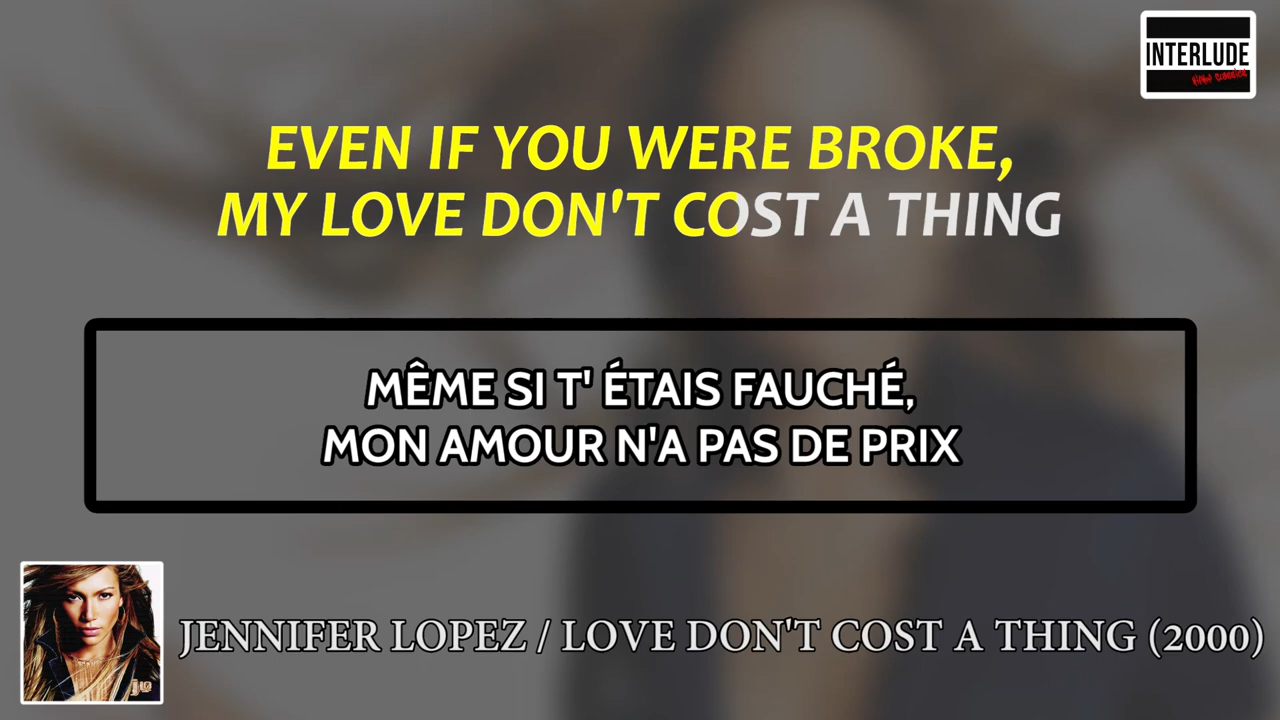 INTERLUDE
EVEN IF YOU WERE BROKE,
MY LOVE DON'T COST A THING
MÊME SI T' ÉTAIS FAUCHÉ,
MON AMOUR N'A PAS DE PRIX
JLo
JENNIFER LOPEZ / LOVE DON'T COST A THING (2000)